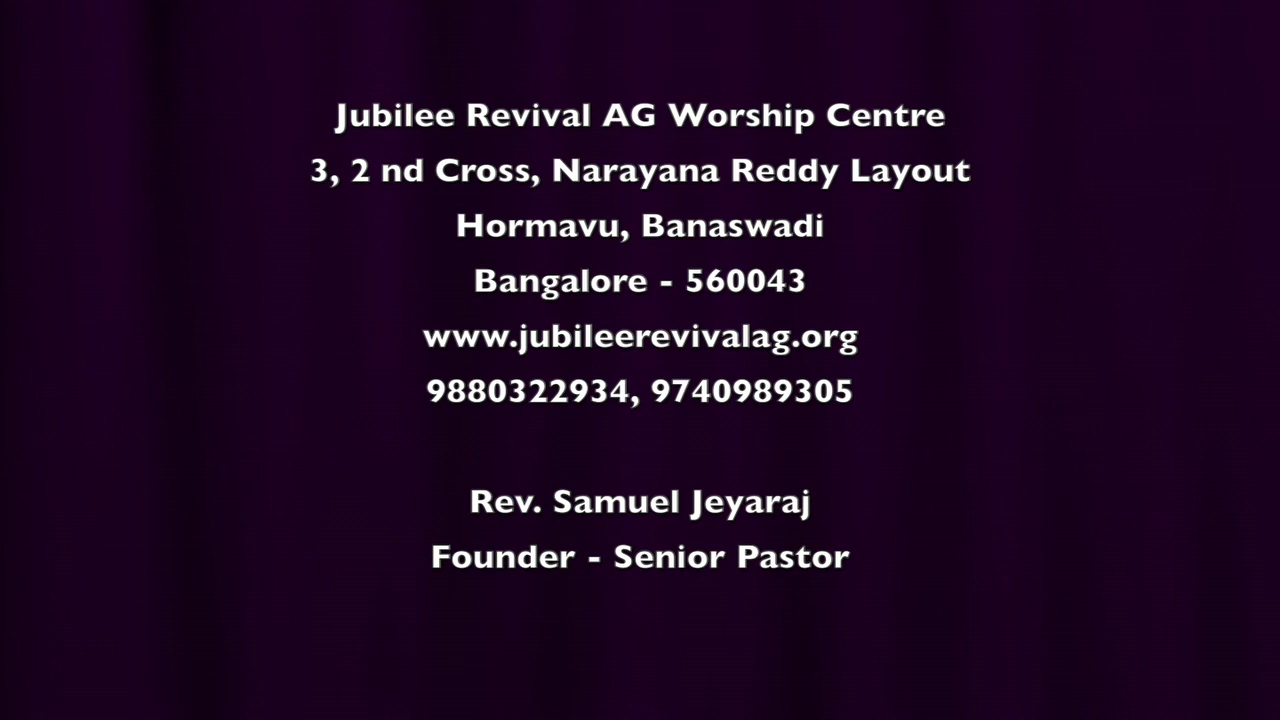 Jubilee Revival AG Worship Centre
3, 2 nd Cross, Narayana Reddy Layout
Hormavu, Banaswadi
Bangalore - 560043
www.jubileerevivalag.org
9880322934, 9740989305
Rev. Samuel Jeyaraj
Founder - Senior Pastor